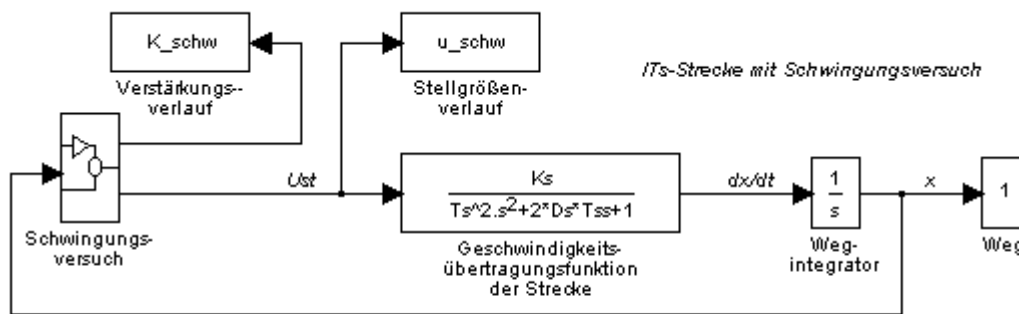 K_schw
u_schw
ITs-Strecke mit Schwingungsversuch
Verstärkungs--
verlauf
Stellgrößen-
verlauf
Ust
Ks
Ts^2.s²+2*Ds*Tss+1
dx/dt
1
s
x
1
Schwingungs-
versuch
Geschwindigkeits-
übertragungsfunktion
der Strecke
Weg-
integrator
Weg